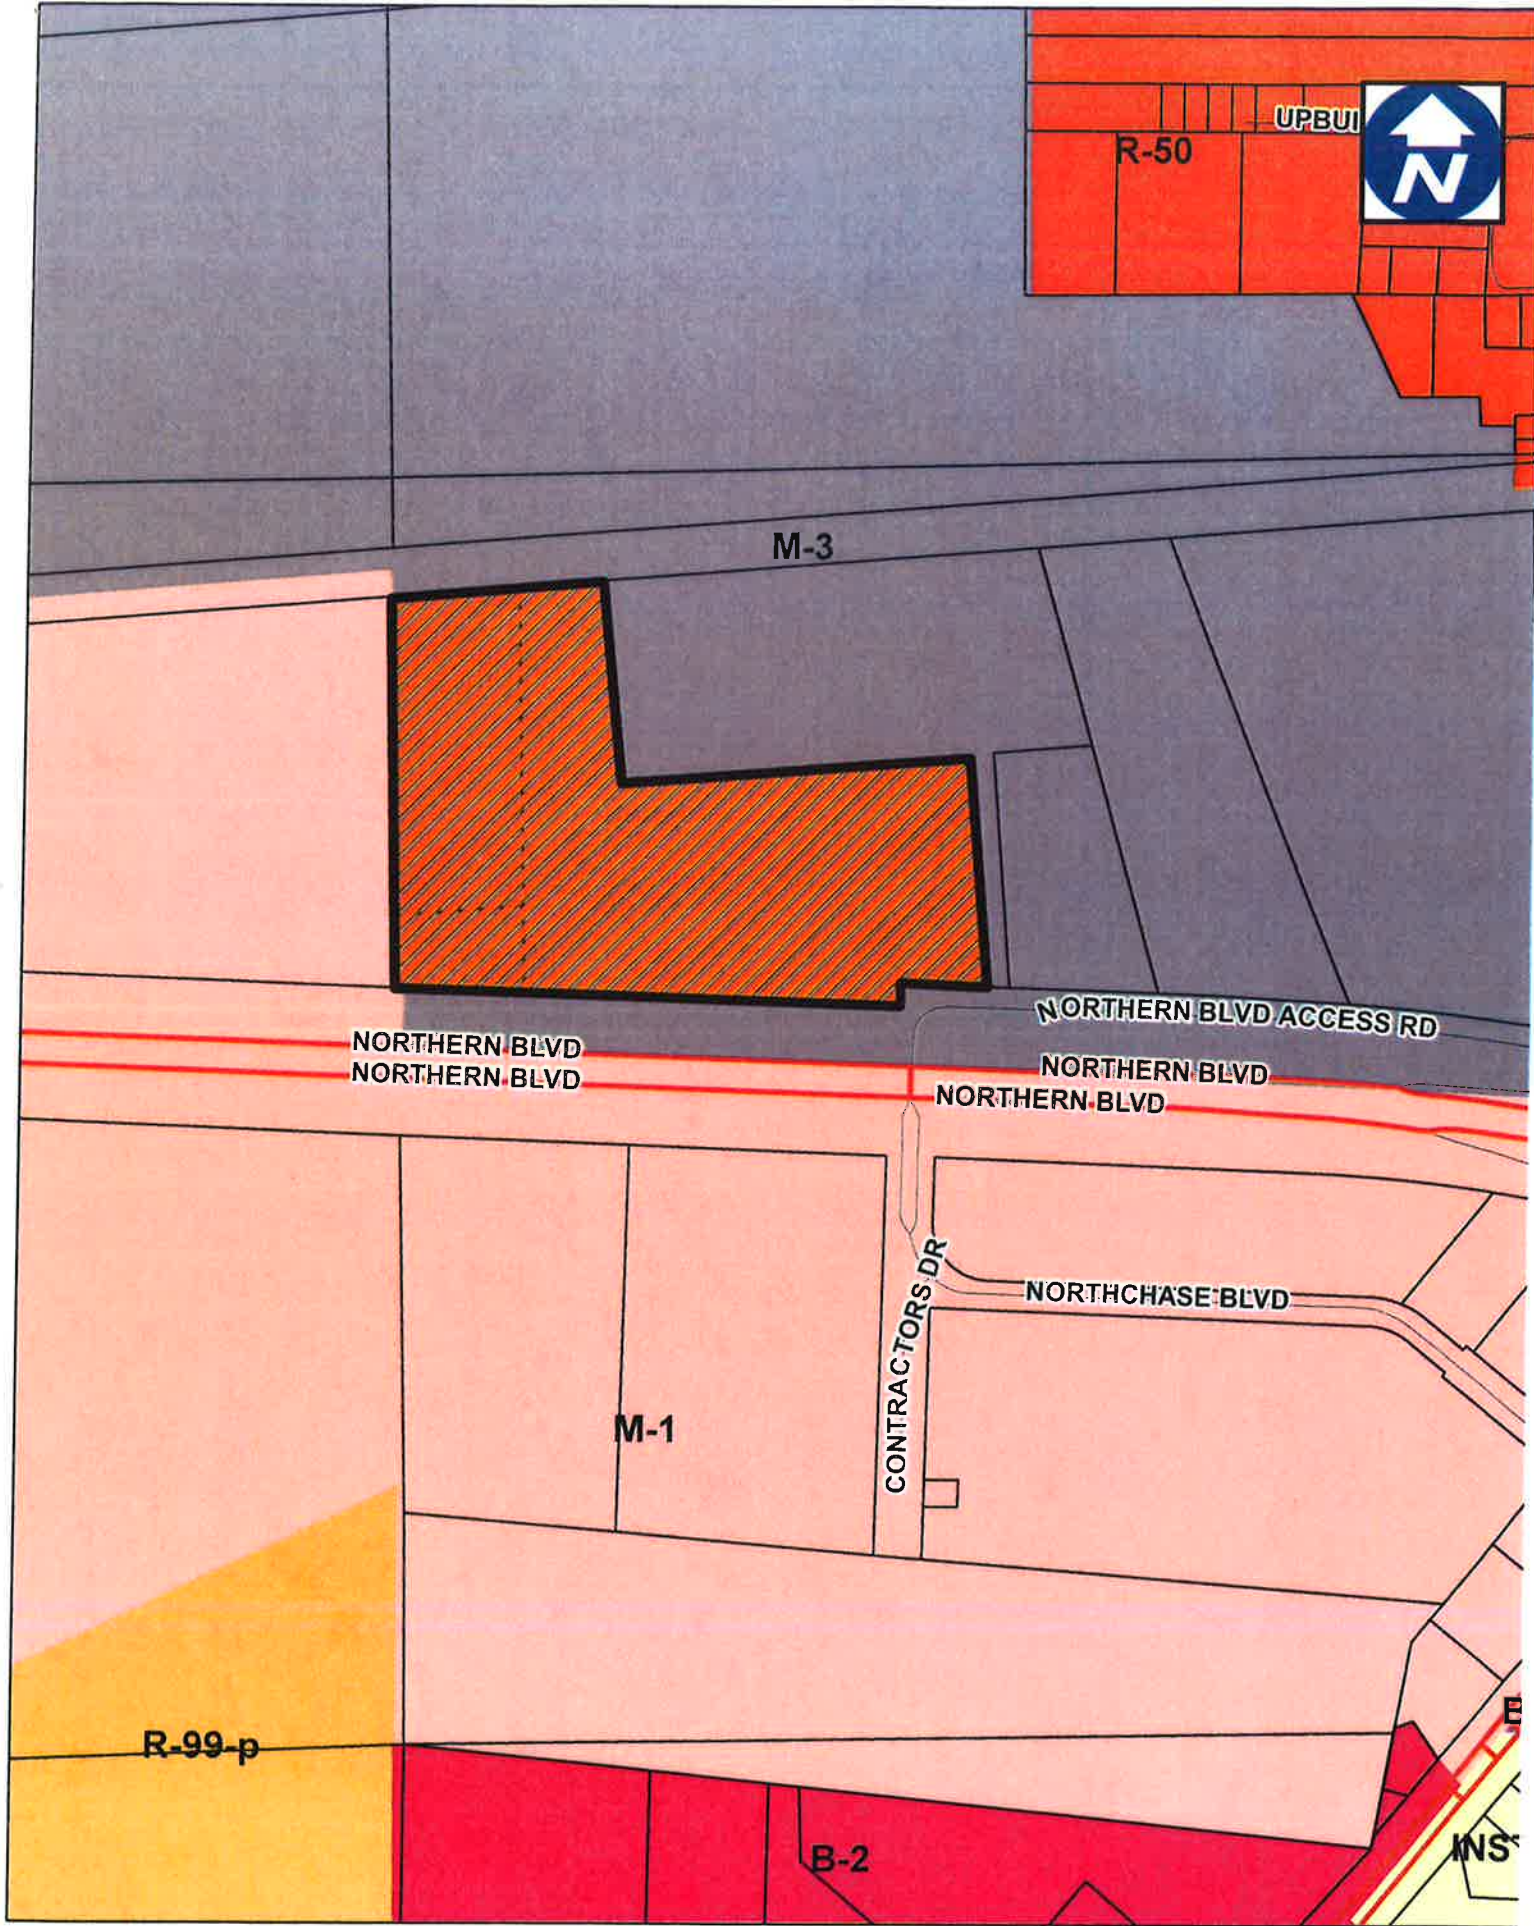 UPBUI
R-50
N
M-3
NORTHERN BLVD ACCESS RD
NORTHERN BLVD
NORTHERN BLVD
NORTHERN BLVD
NORTHERN BLVD
CONTRACTORS DR
NORTHCHASE BLVD
M-1
R-99-p
B-2
INST